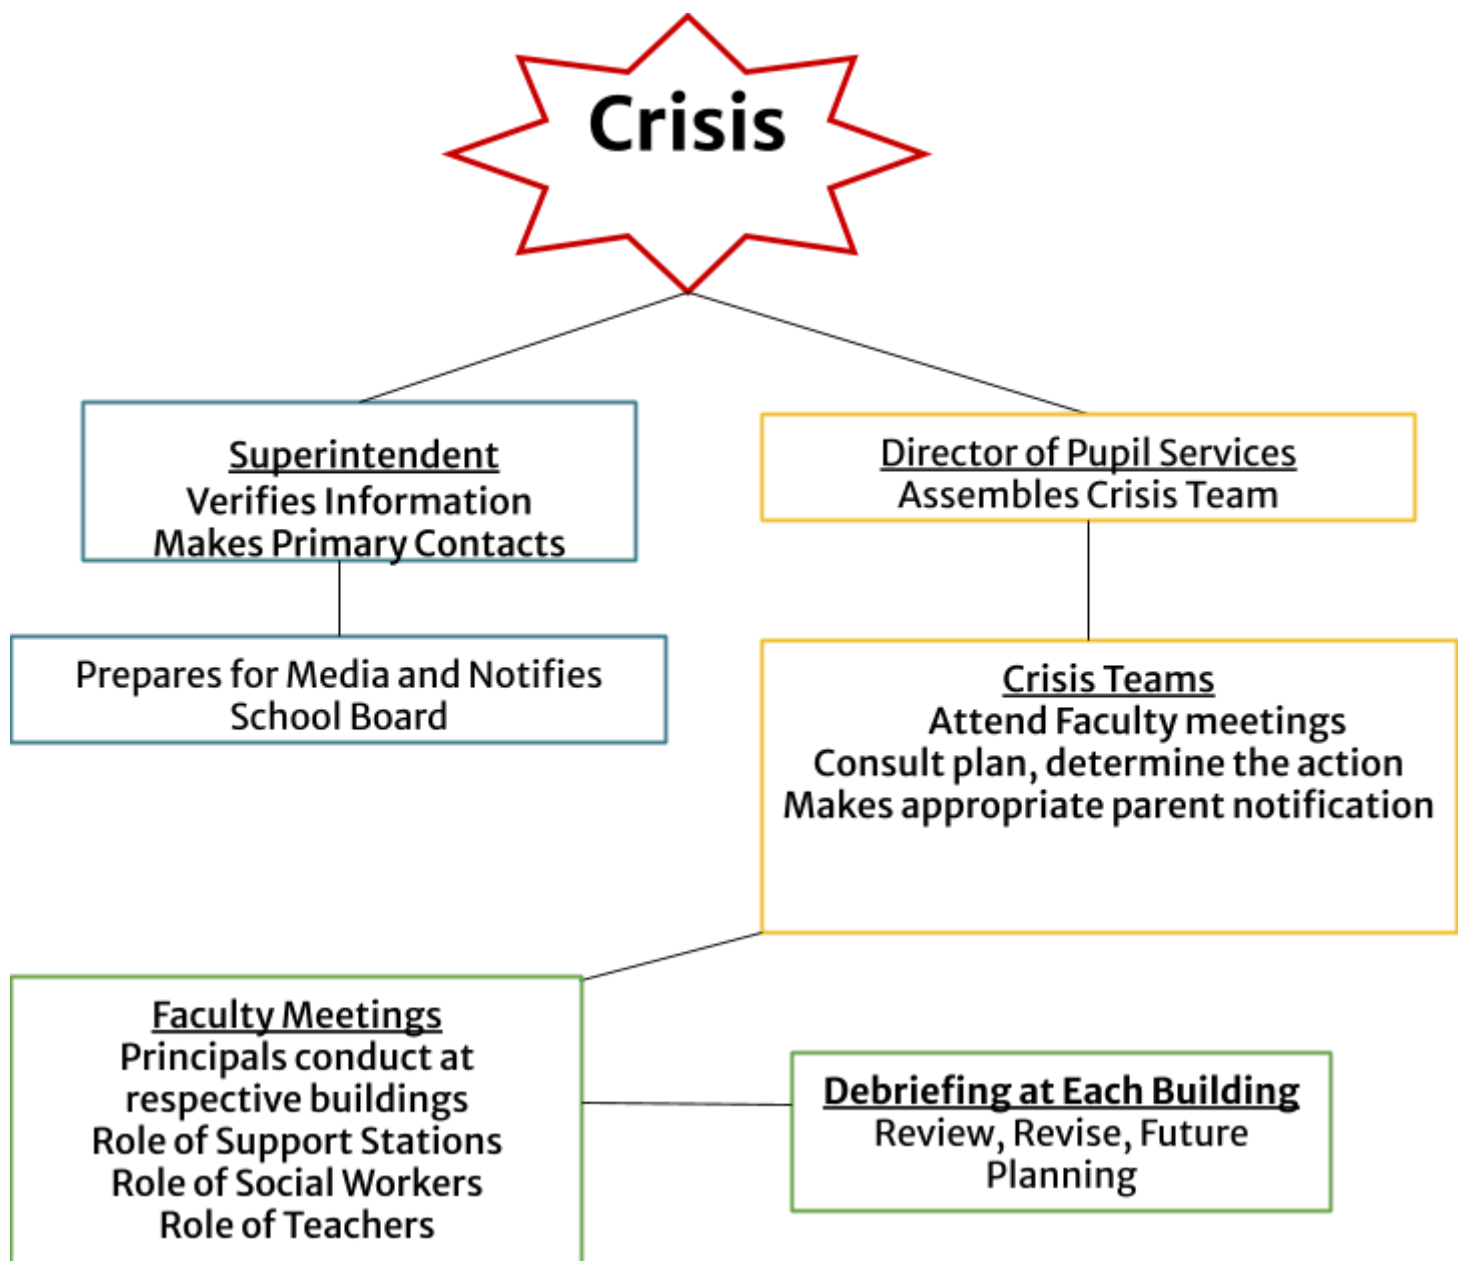 Crisis
Superintendent
Verifies Information
Makes Primary Contacts
Director of Pupil Services
Assembles Crisis Team
Prepares for Media and Notifies
School Board
Crisis Teams
Attend Faculty meetings
Consult plan, determine the action
Makes appropriate parent notification
Faculty Meetings
Principals conduct at
respective buildings
Role of Support Stations
Role of Social Workers
Role of Teachers
Debriefing at Each Building
Review, Revise, Future
Planning